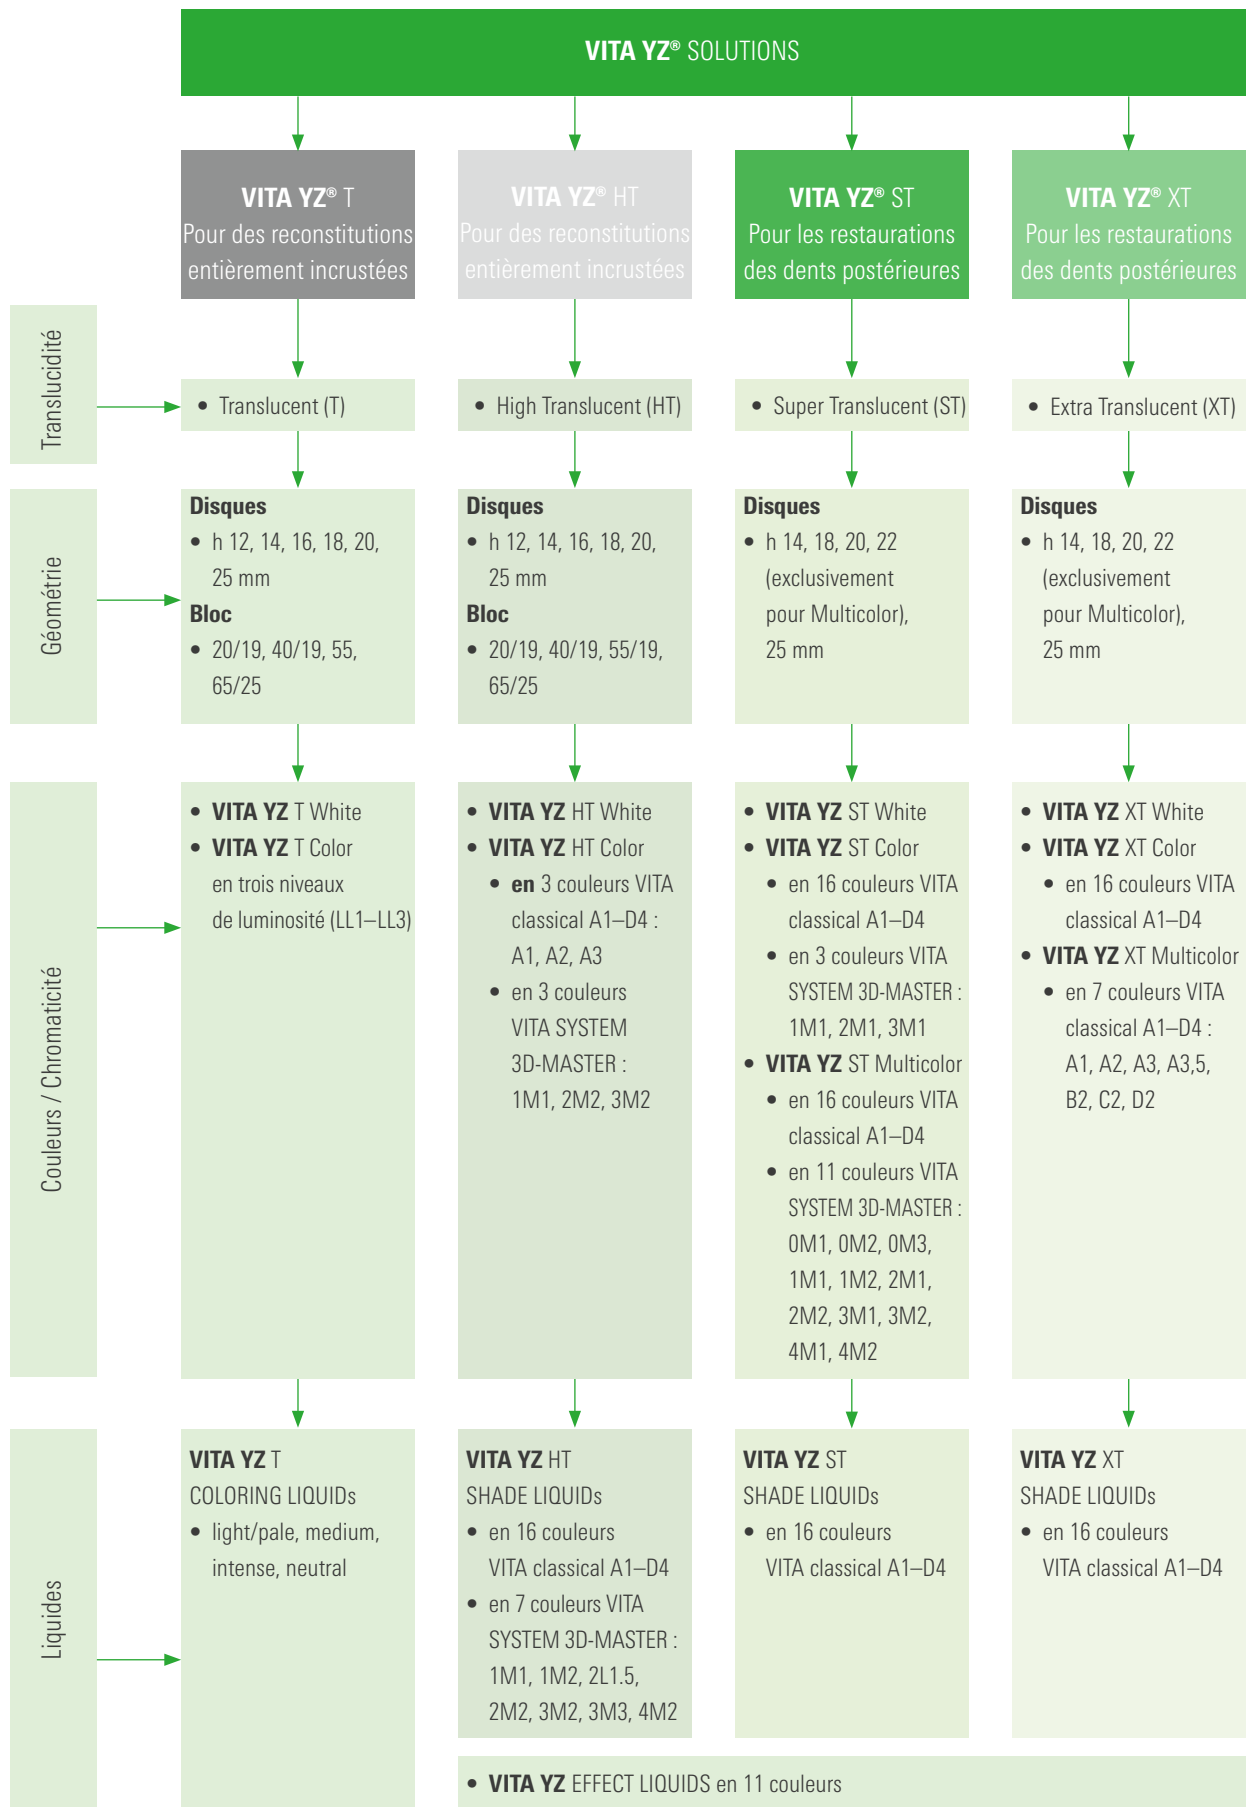 VITA YZ® SOLUTIONS
VITA YZ® T
Pour des reconstitutions
entièrement incrustées
VITA YZ® HT
Pour des reconstitutions
entièrement incrustées
VITA YZ® ST
Pour les restaurations
des dents postérieures
VITA YZ® XT
Pour les restaurations
des dents postérieures
Translucidité
• Translucent (T)
• High Translucent (HT)
• Super Translucent (ST)
• Extra Translucent (XT)
Géométrie
Disques
• h 12, 14, 16, 18, 20,
25 mm
Bloc
• 20/19, 40/19, 55,
65/25
Disques
• h 12, 14, 16, 18, 20,
25 mm
Bloc
• 20/19, 40/19, 55/19,
65/25
Disques
• h 14, 18, 20, 22
(exclusivement
pour Multicolor),
25 mm
Disques
• h 14, 18, 20, 22
(exclusivement
pour Multicolor),
25 mm
Couleurs / Chromaticité
• VITA YZ T White
• VITA YZ T Color
en trois niveaux
de luminosité (LL1–LL3)
• VITA YZ HT White
• VITA YZ HT Color
• en 3 couleurs VITA
classical A1–D4 :
A1, A2, A3
• en 3 couleurs
VITA SYSTEM
3D-MASTER :
1M1, 2M2, 3M2
• VITA YZ ST White
• VITA YZ ST Color
• en 16 couleurs VITA
classical A1–D4
• en 3 couleurs VITA
SYSTEM 3D-MASTER :
1M1, 2M1, 3M1
• VITA YZ ST Multicolor
• en 16 couleurs VITA
classical A1–D4
• en 11 couleurs VITA
SYSTEM 3D-MASTER :
0M1, 0M2, 0M3,
1M1, 1M2, 2M1,
2M2, 3M1, 3M2,
4M1, 4M2
• VITA YZ XT White
• VITA YZ XT Color
• en 16 couleurs VITA
classical A1–D4
• VITA YZ XT Multicolor
• en 7 couleurs VITA
classical A1–D4 :
A1, A2, A3, A3,5,
B2, C2, D2
Liquides
VITA YZ T
COLORING LIQUIDs
• light/pale, medium,
intense, neutral
VITA YZ HT
SHADE LIQUIDs
• en 16 couleurs
VITA classical A1–D4
• en 7 couleurs VITA
SYSTEM 3D-MASTER :
1M1, 1M2, 2L1.5,
2M2, 3M2, 3M3, 4M2
VITA YZ ST
SHADE LIQUIDs
• en 16 couleurs
VITA classical A1–D4
VITA YZ XT
SHADE LIQUIDs
• en 16 couleurs
VITA classical A1–D4
• VITA YZ EFFECT LIQUIDS en 11 couleurs